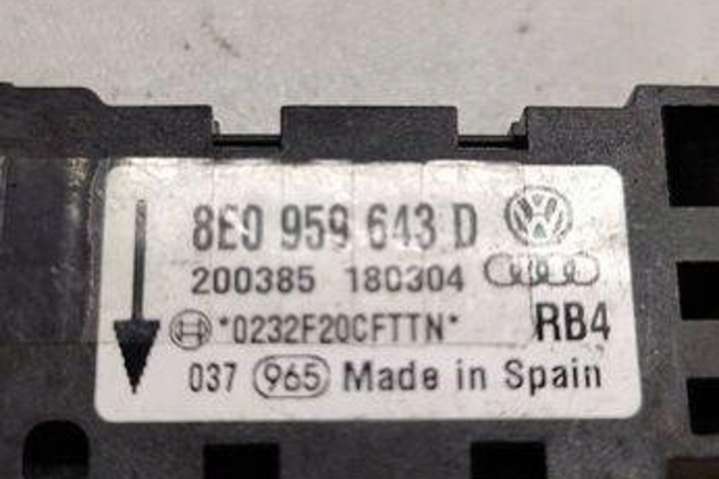 8E0 959 643 D
200385 180304
*0232F20CFTTN* RB4
037 965 Made in Spain